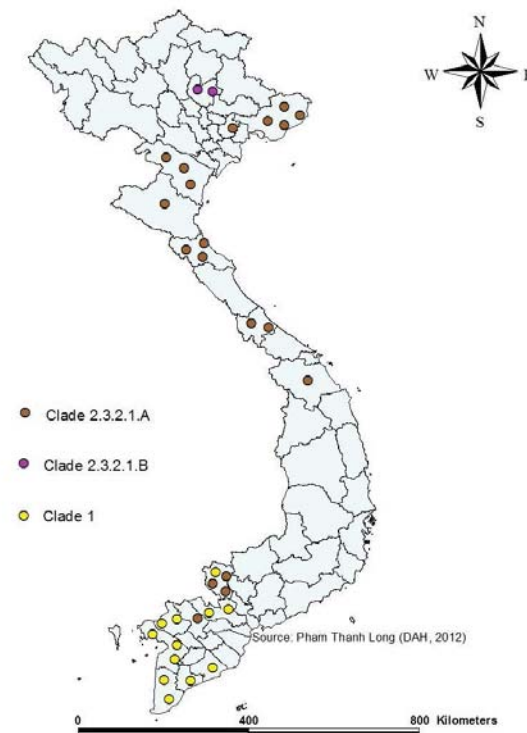 N
W
E
S
Clade 2.3.2.1.A
Clade 2.3.2.1.B
Clade 1
Source: Pham Thanh Long (DAH, 2012)
0 400 800 Kilometers